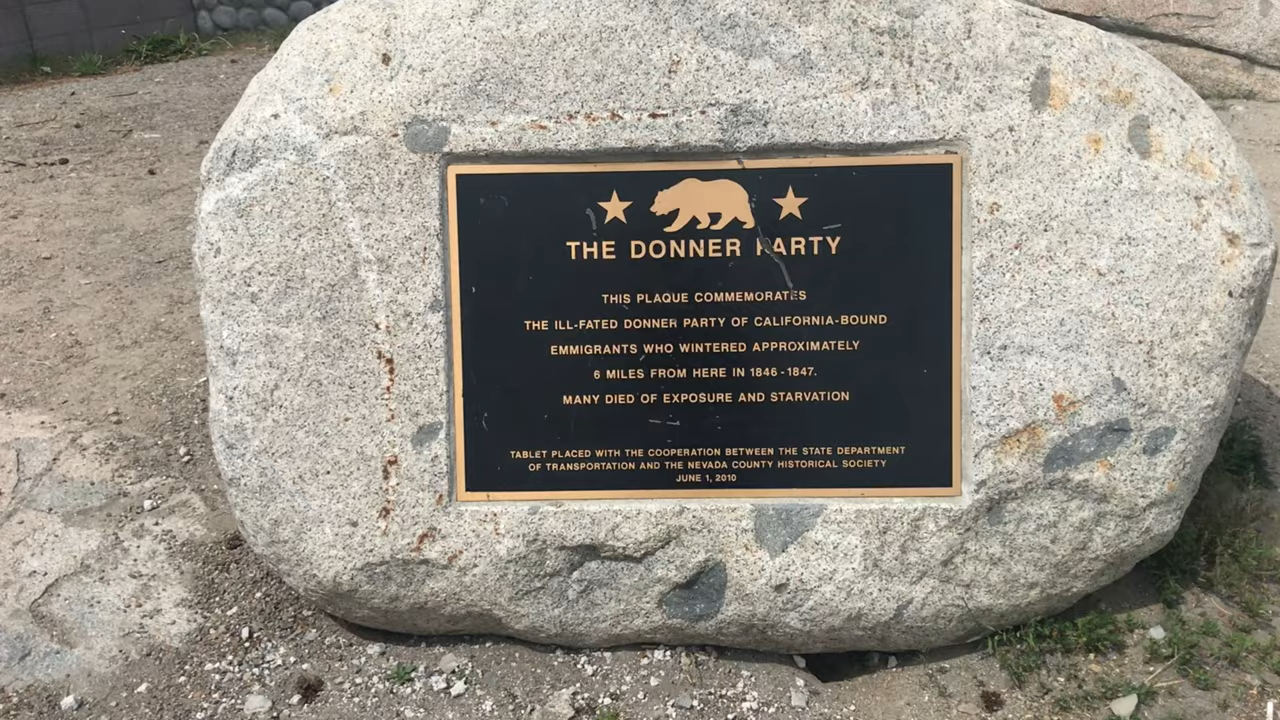 THE DONNER PARTY
THIS PLAQUE COMMEMORATES
THE ILL-FATED DONNER PARTY OF CALIFORNIA-BOUND
EMMIGRANTS WHO WINTERED APPROXIMATELY
6 MILES FROM HERE IN 1846-1847.
MANY DIED OF EXPOSURE AND STARVATION
TABLET PLACED WITH THE COOPERATION BETWEEN THE STATE DEPARTMENT
OF TRANSPORTATION AND THE NEVADA COUNTY HISTORICAL SOCIETY
JUNE 1, 2010